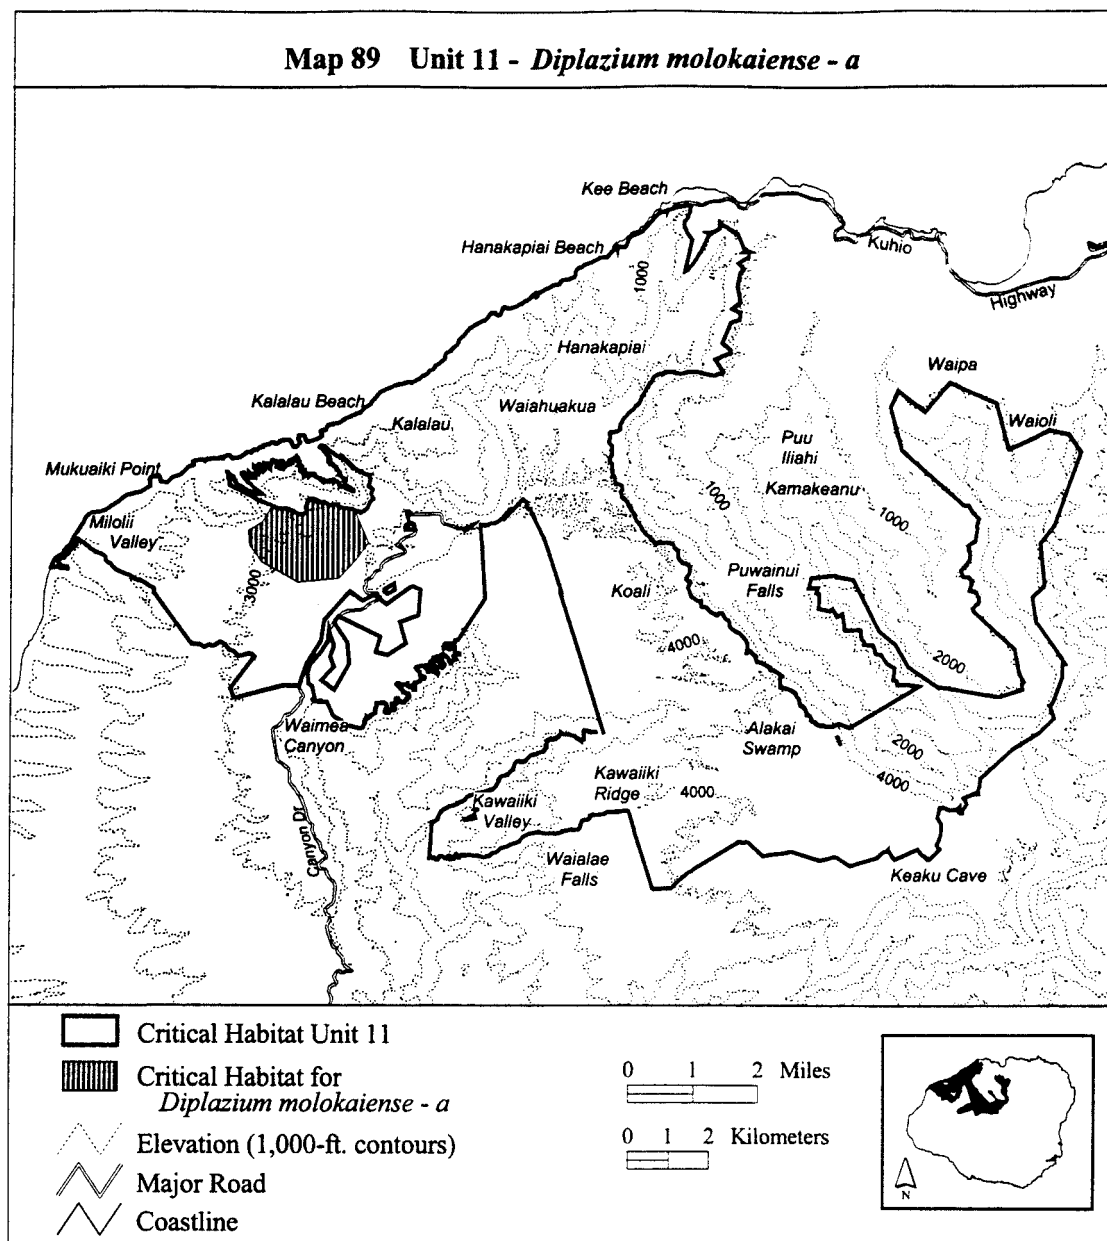 Map 89 Unit 11 - Diplazium molokaiense - a
Kee Beach
Hanakapiai Beach
Kuhio
Highway
1000
Hanakapiai
Waipa
Kalalau Beach
Waiahuakua
Waioli
Kalalau
Puu
Iliahi
Mukuaiki Point
Kamakeanu
1000
1000
Milolii
Valley
3000
Koali
Puwainui
Falls
4000
2000
Waimea
Canyon
Alakai
Swamp
2000
4000
Kawaiiki
Ridge
4000
Kawaiiki
Valley
Canyon Dr
Waialae
Falls
Keaku Cave
Critical Habitat Unit 11
Critical Habitat for
Diplazium molokaiense - a
Elevation (1,000-ft. contours)
Major Road
Coastline
0 1 2 Miles
0 1 2 Kilometers
N